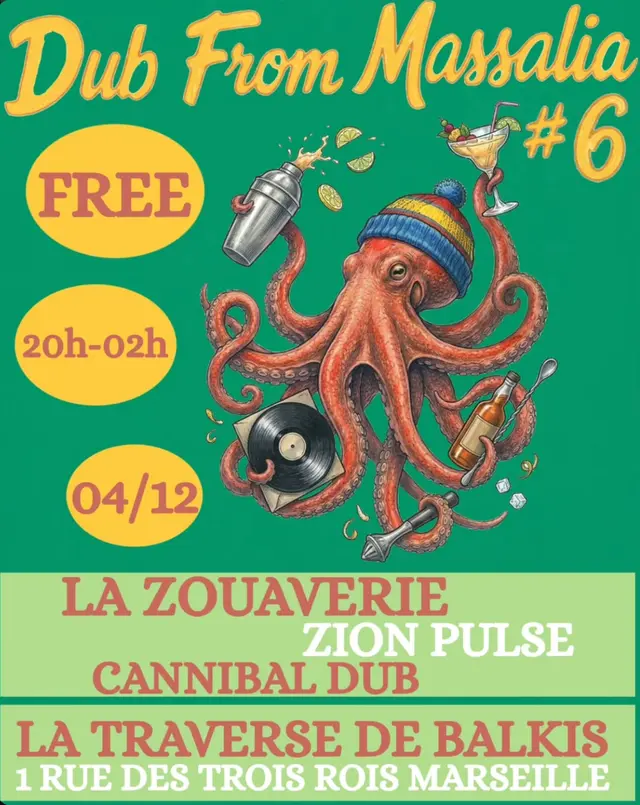 Dub From Massalia
#6
FREE
20h-02h
04/12
LA ZOUAVERIE
ZION PULSE
CANNIBAL DUB
LA TRAVERSE DE BALKIS
1 RUE DES TROIS ROIS MARSEILLE